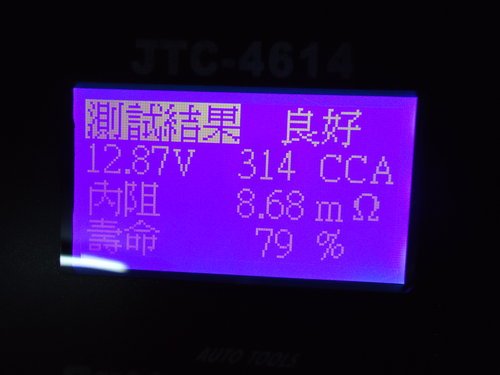 JTC-4614
測試結果 良好
12.87V 314 CCA
內阻 8.68 mΩ
壽命 79 %
AUTO TOOLS